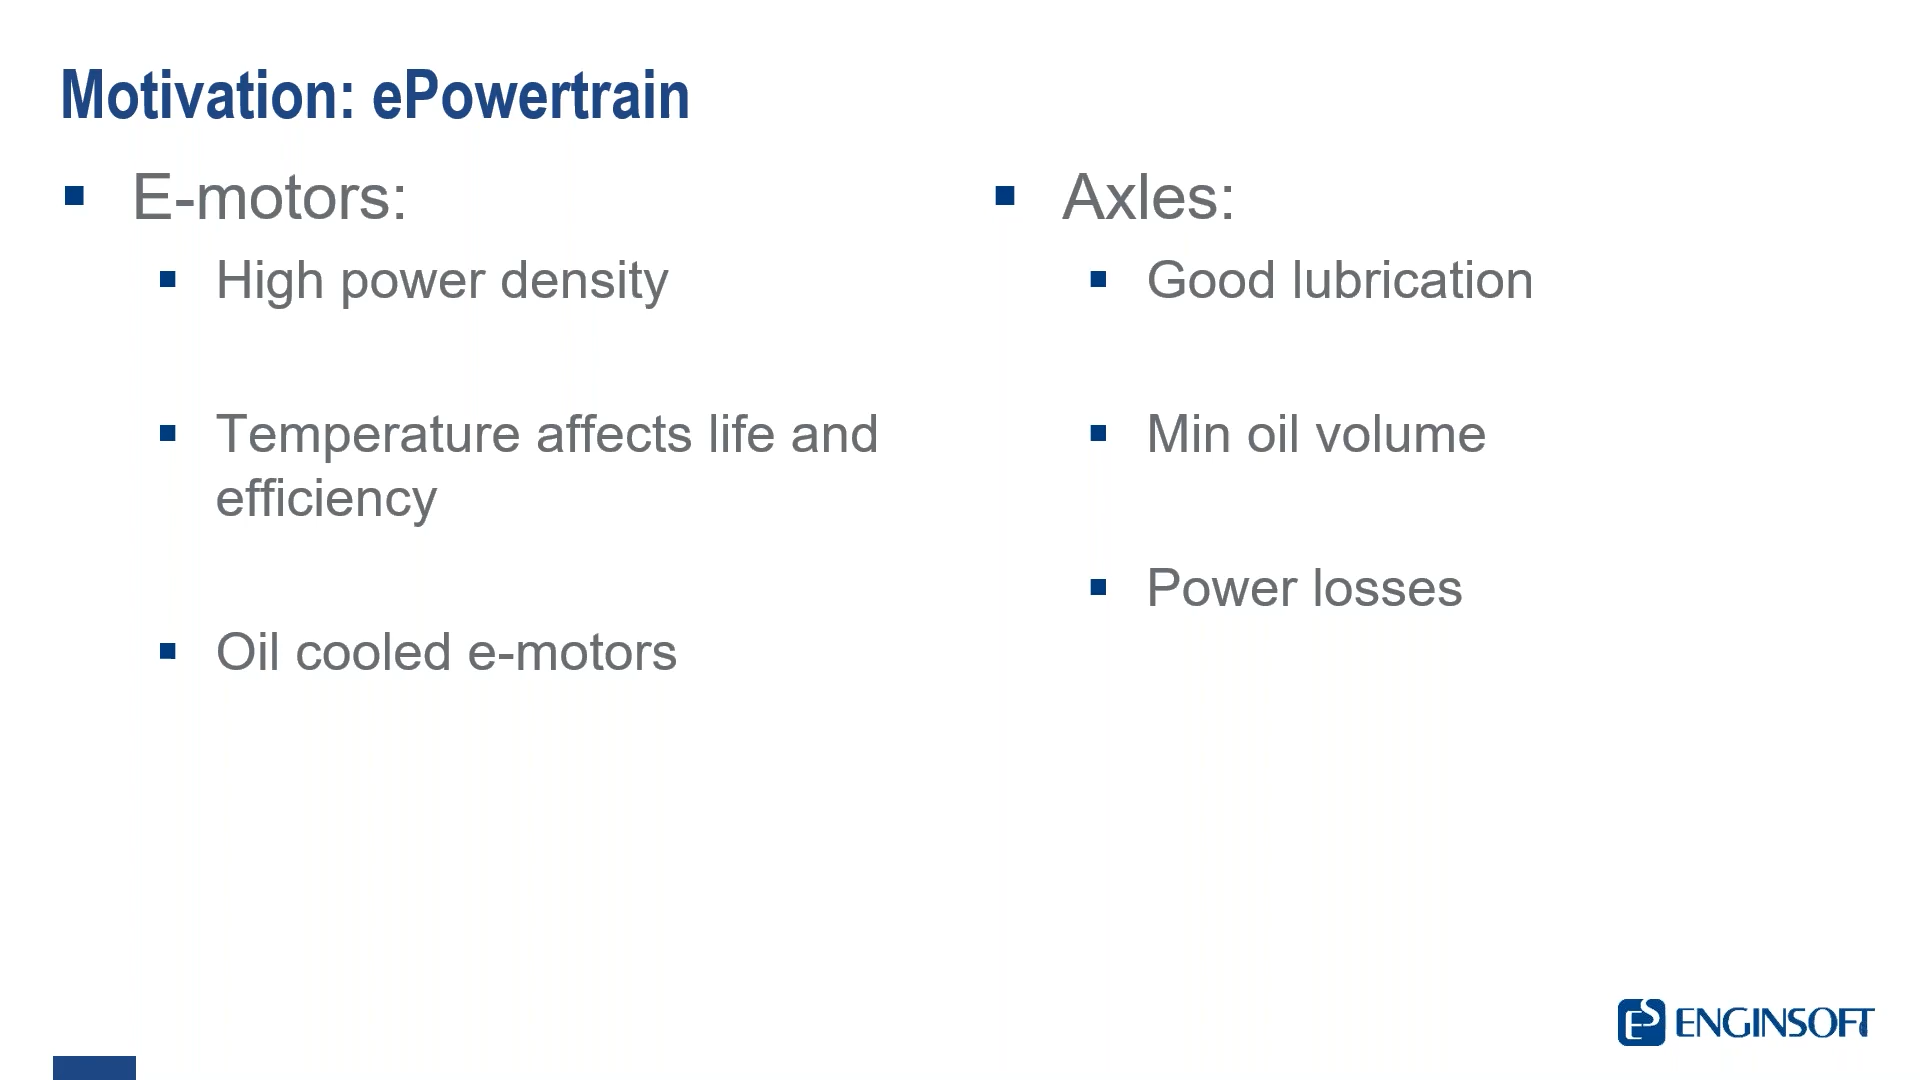 Motivation: ePowertrain
E-motors:
High power density
Temperature affects life and
efficiency
Oil cooled e-motors
Axles:
Good lubrication
Min oil volume
Power losses
ES ENGINSOFT